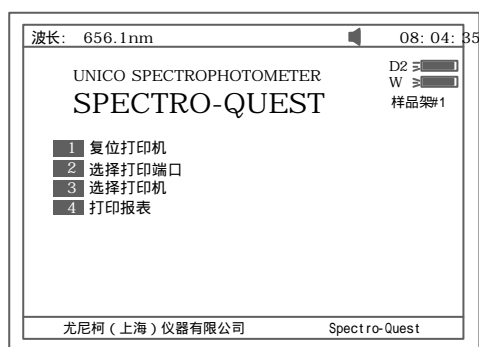 波长: 656.1nm 08: 04: 35
D2
UNICO SPECTROPHOTOMETER W
SPECTRO-QUEST 样品架#1
1 复位打印机
2 选择打印端口
3 选择打印机
4 打印报表
尤尼柯(上海)仪器有限公司 Spectro-Quest